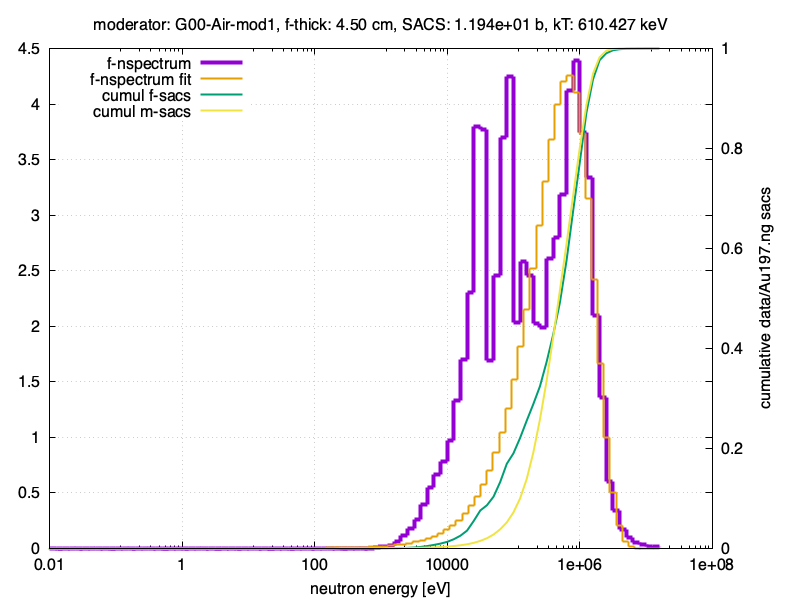 moderator: G00-Air-mod1, f-thick: 4.50 cm, SACS: 1.194e+01 b, kT: 610.427 keV
f-nspectrum
f-nspectrum fit
cumul f-sacs
cumul m-sacs
4.5
4
3.5
3
2.5
2
1.5
1
0.5
0
1
0.8
0.6
0.4
0.2
0
cumulative data/Au197.ng sacs
0.01
1
100
10000
1e+06
1e+08
neutron energy [eV]